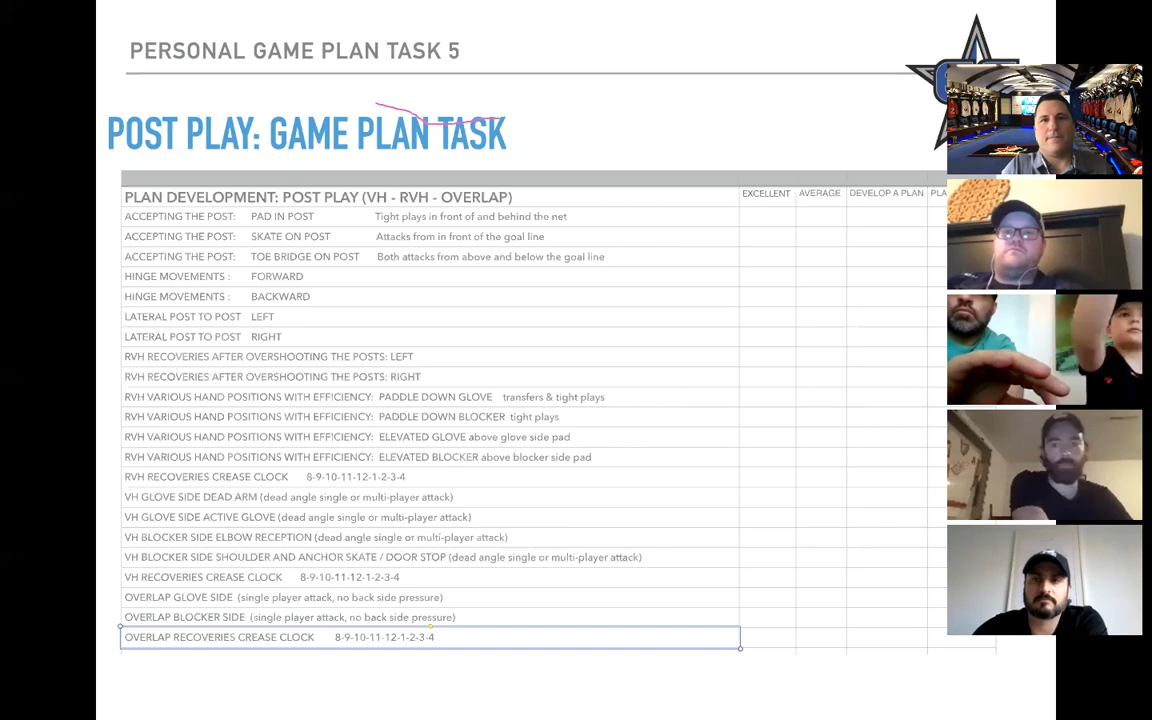 PERSONAL GAME PLAN TASK 5
POST PLAY: GAME PLAN TASK
PLAN DEVELOPMENT: POST PLAY (VH - RVH - OVERLAP) EXCELLENT AVERAGE DEVELOP A PLAN PLA
ACCEPTING THE POST: PAD IN POST Tight plays in front of and behind the net
ACCEPTING THE POST: SKATE ON POST Attacks from in front of the goal line
ACCEPTING THE POST: TOE BRIDGE ON POST Both attacks from above and below the goal line
HINGE MOVEMENTS : FORWARD
HINGE MOVEMENTS : BACKWARD
LATERAL POST TO POST LEFT
LATERAL POST TO POST RIGHT
RVH RECOVERIES AFTER OVERSHOOTING THE POSTS: LEFT
RVH RECOVERIES AFTER OVERSHOOTING THE POSTS: RIGHT
RVH VARIOUS HAND POSITIONS WITH EFFICIENCY: PADDLE DOWN GLOVE transfers & tight plays
RVH VARIOUS HAND POSITIONS WITH EFFICIENCY: PADDLE DOWN BLOCKER tight plays
RVH VARIOUS HAND POSITIONS WITH EFFICIENCY: ELEVATED GLOVE above glove side pad
RVH VARIOUS HAND POSITIONS WITH EFFICIENCY: ELEVATED BLOCKER above blocker side pad
RVH RECOVERIES CREASE CLOCK 8-9-10-11-12-1-2-3-4
VH GLOVE SIDE DEAD ARM (dead angle single or multi-player attack)
VH GLOVE SIDE ACTIVE GLOVE (dead angle single or multi-player attack)
VH BLOCKER SIDE ELBOW RECEPTION (dead angle single or multi-player attack)
VH BLOCKER SIDE SHOULDER AND ANCHOR SKATE / DOOR STOP (dead angle single or multi-player attack)
VH RECOVERIES CREASE CLOCK 8-9-10-11-12-1-2-3-4
OVERLAP GLOVE SIDE (single player attack, no back side pressure)
OVERLAP BLOCKER SIDE (single player attack, no back side pressure)
OVERLAP RECOVERIES CREASE CLOCK 8-9-10-11-12-1-2-3-4